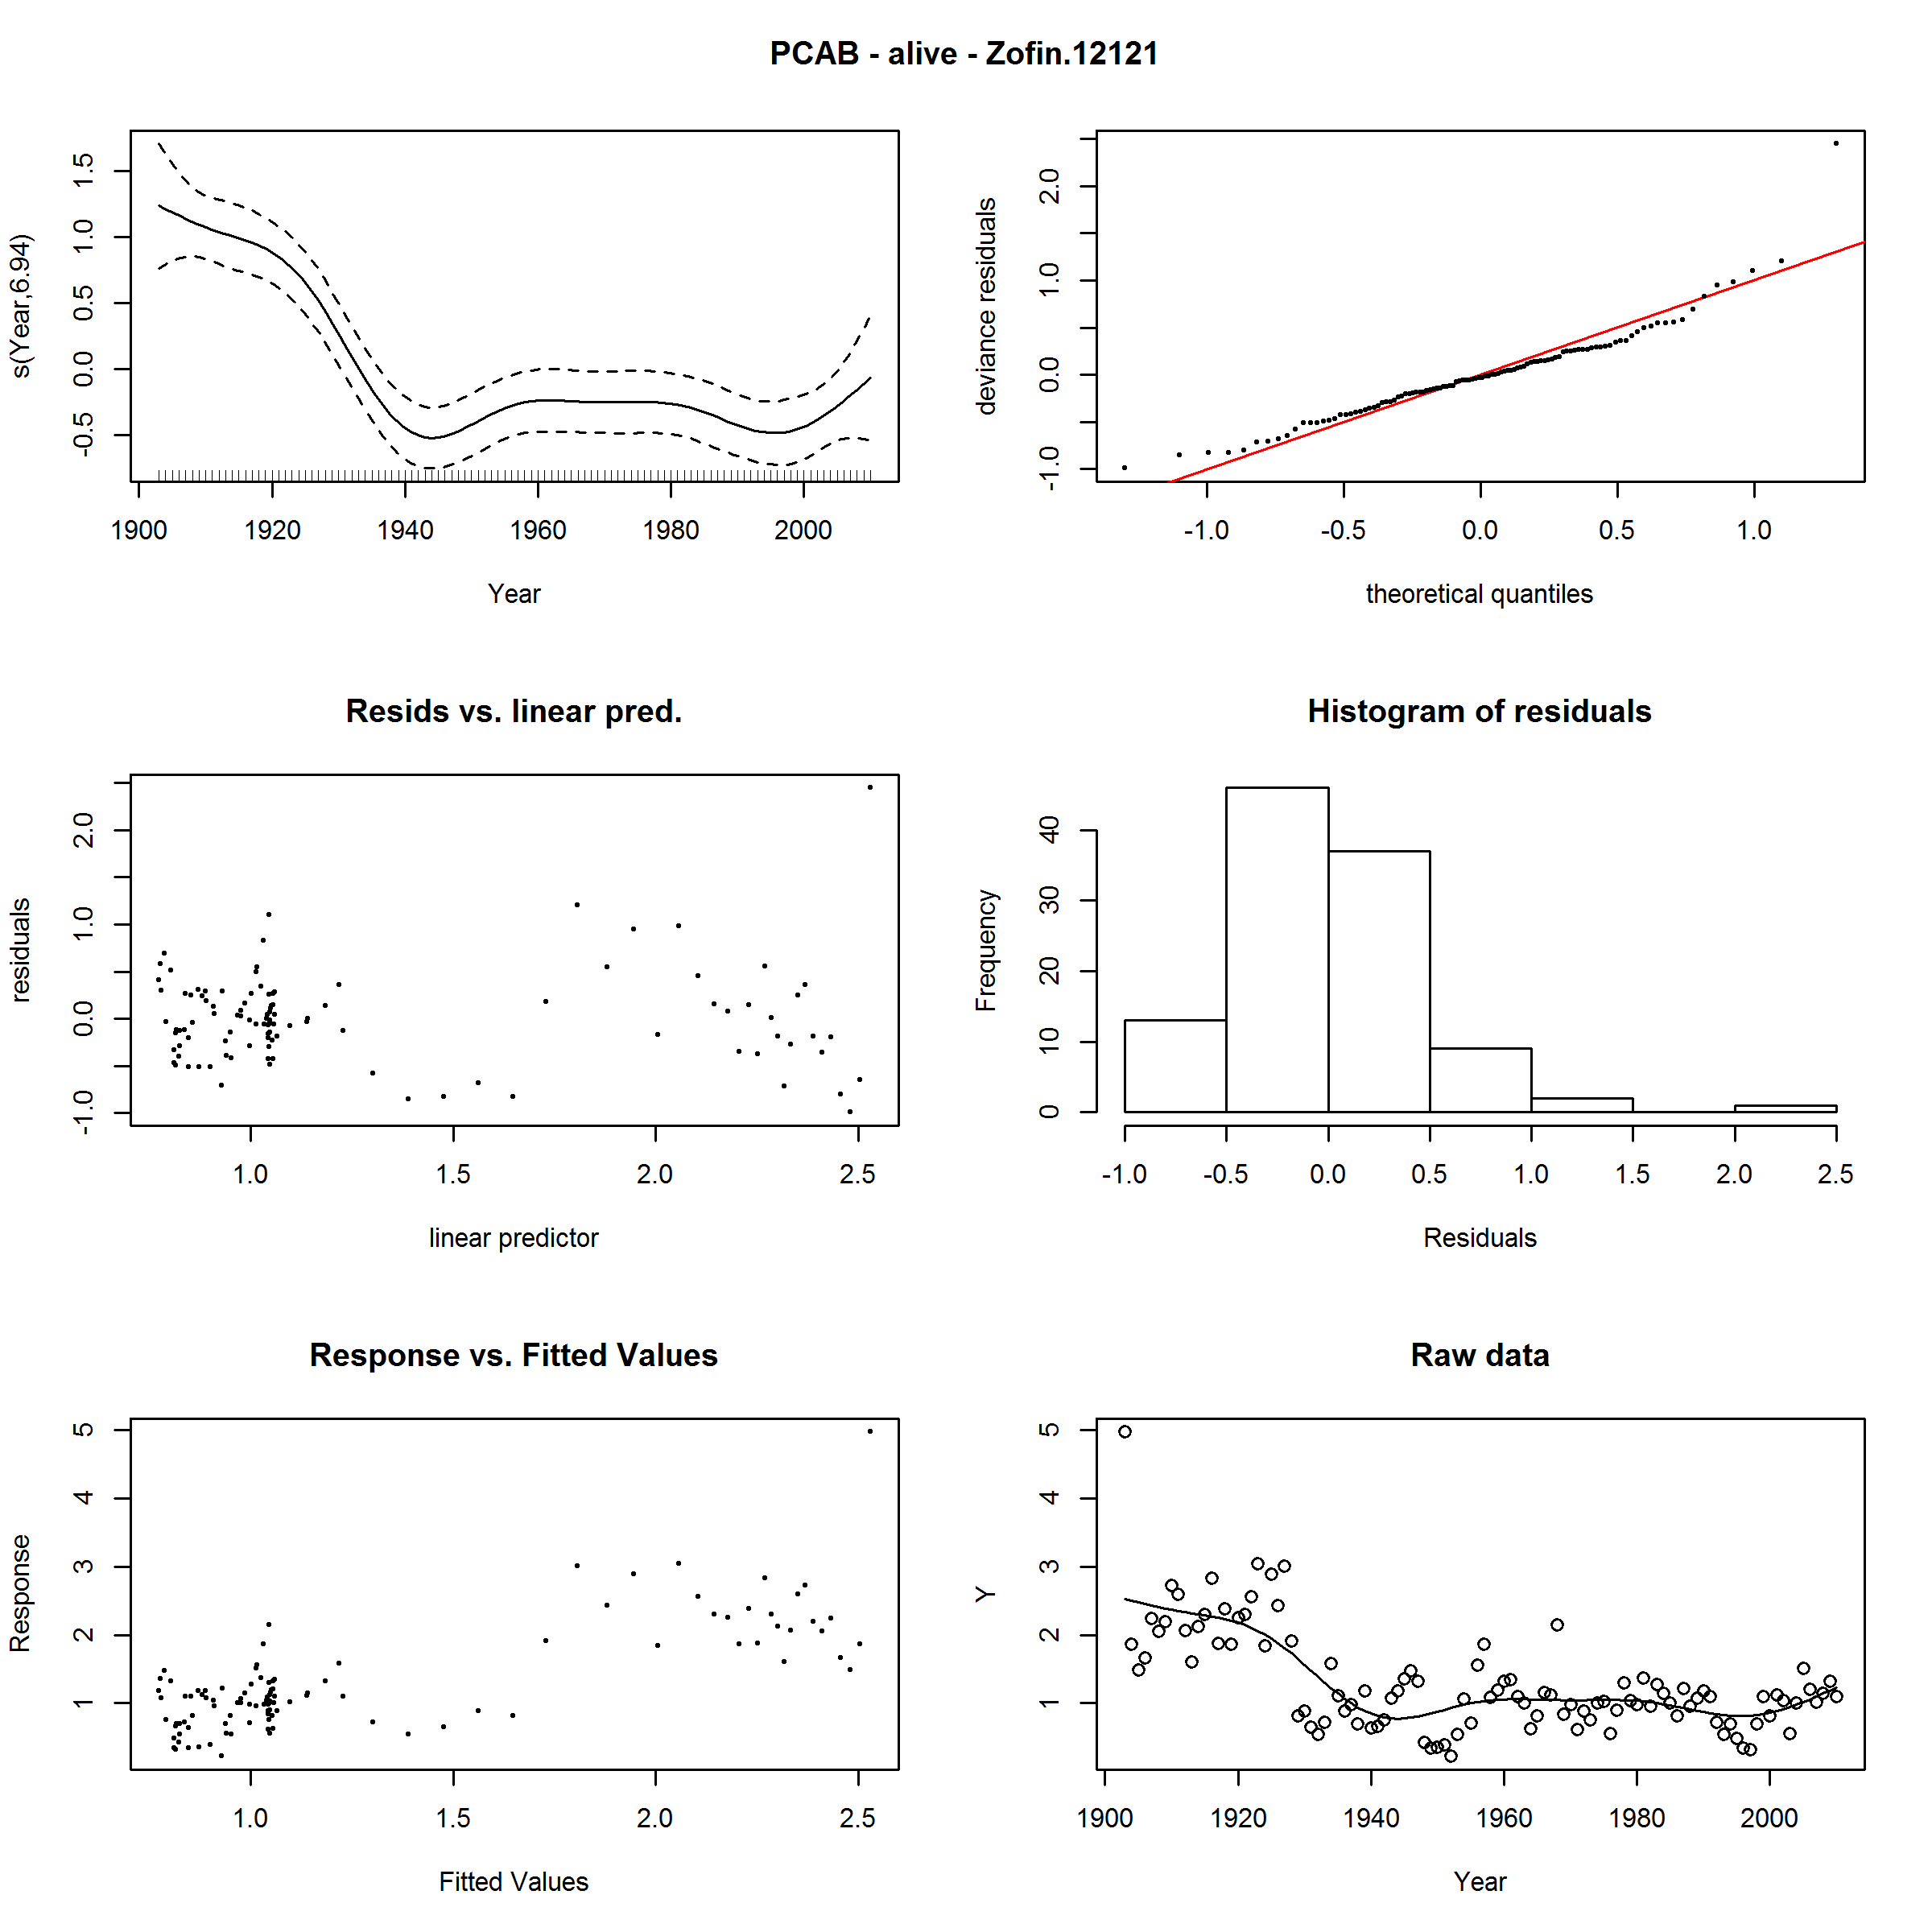 PCAB - alive - Zofin.12121
s(Year,6.94)
-0.5 0.0 0.5 1.0 1.5
1900 1920 1940 1960 1980 2000
Year
deviance residuals
-1.0 0.0 1.0 2.0
-1.0 -0.5 0.0 0.5 1.0
theoretical quantiles
Resids vs. linear pred.
residuals
-1.0 0.0 1.0 2.0
1.0 1.5 2.0 2.5
linear predictor
Histogram of residuals
Frequency
0 10 20 30 40
-1.0 -0.5 0.0 0.5 1.0 1.5 2.0 2.5
Residuals
Response vs. Fitted Values
Response
1 2 3 4 5
1.0 1.5 2.0 2.5
Fitted Values
Raw data
Y
1 2 3 4 5
1900 1920 1940 1960 1980 2000
Year